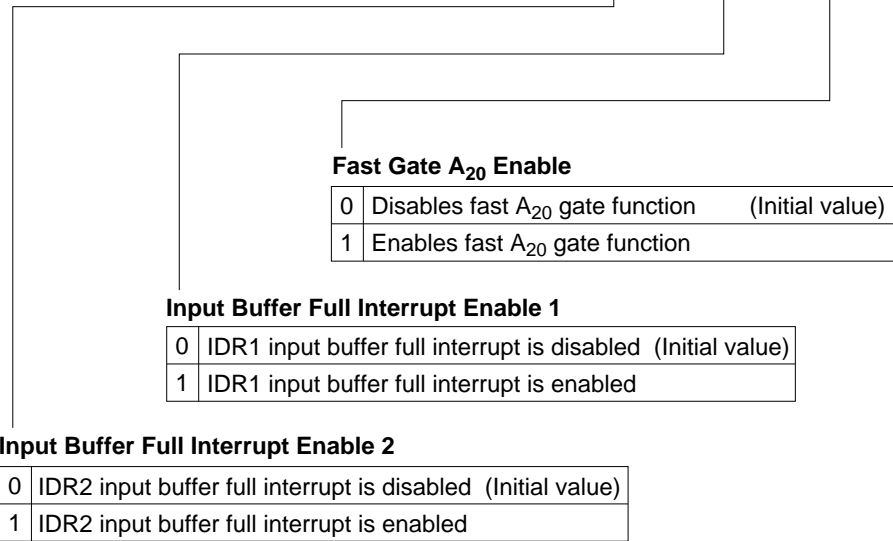 Fast Gate A20 Enable
0 Disables fast A20 gate function (Initial value)
1 Enables fast A20 gate function
Input Buffer Full Interrupt Enable 1
0 IDR1 input buffer full interrupt is disabled (Initial value)
1 IDR1 input buffer full interrupt is enabled
Input Buffer Full Interrupt Enable 2
0 IDR2 input buffer full interrupt is disabled (Initial value)
1 IDR2 input buffer full interrupt is enabled